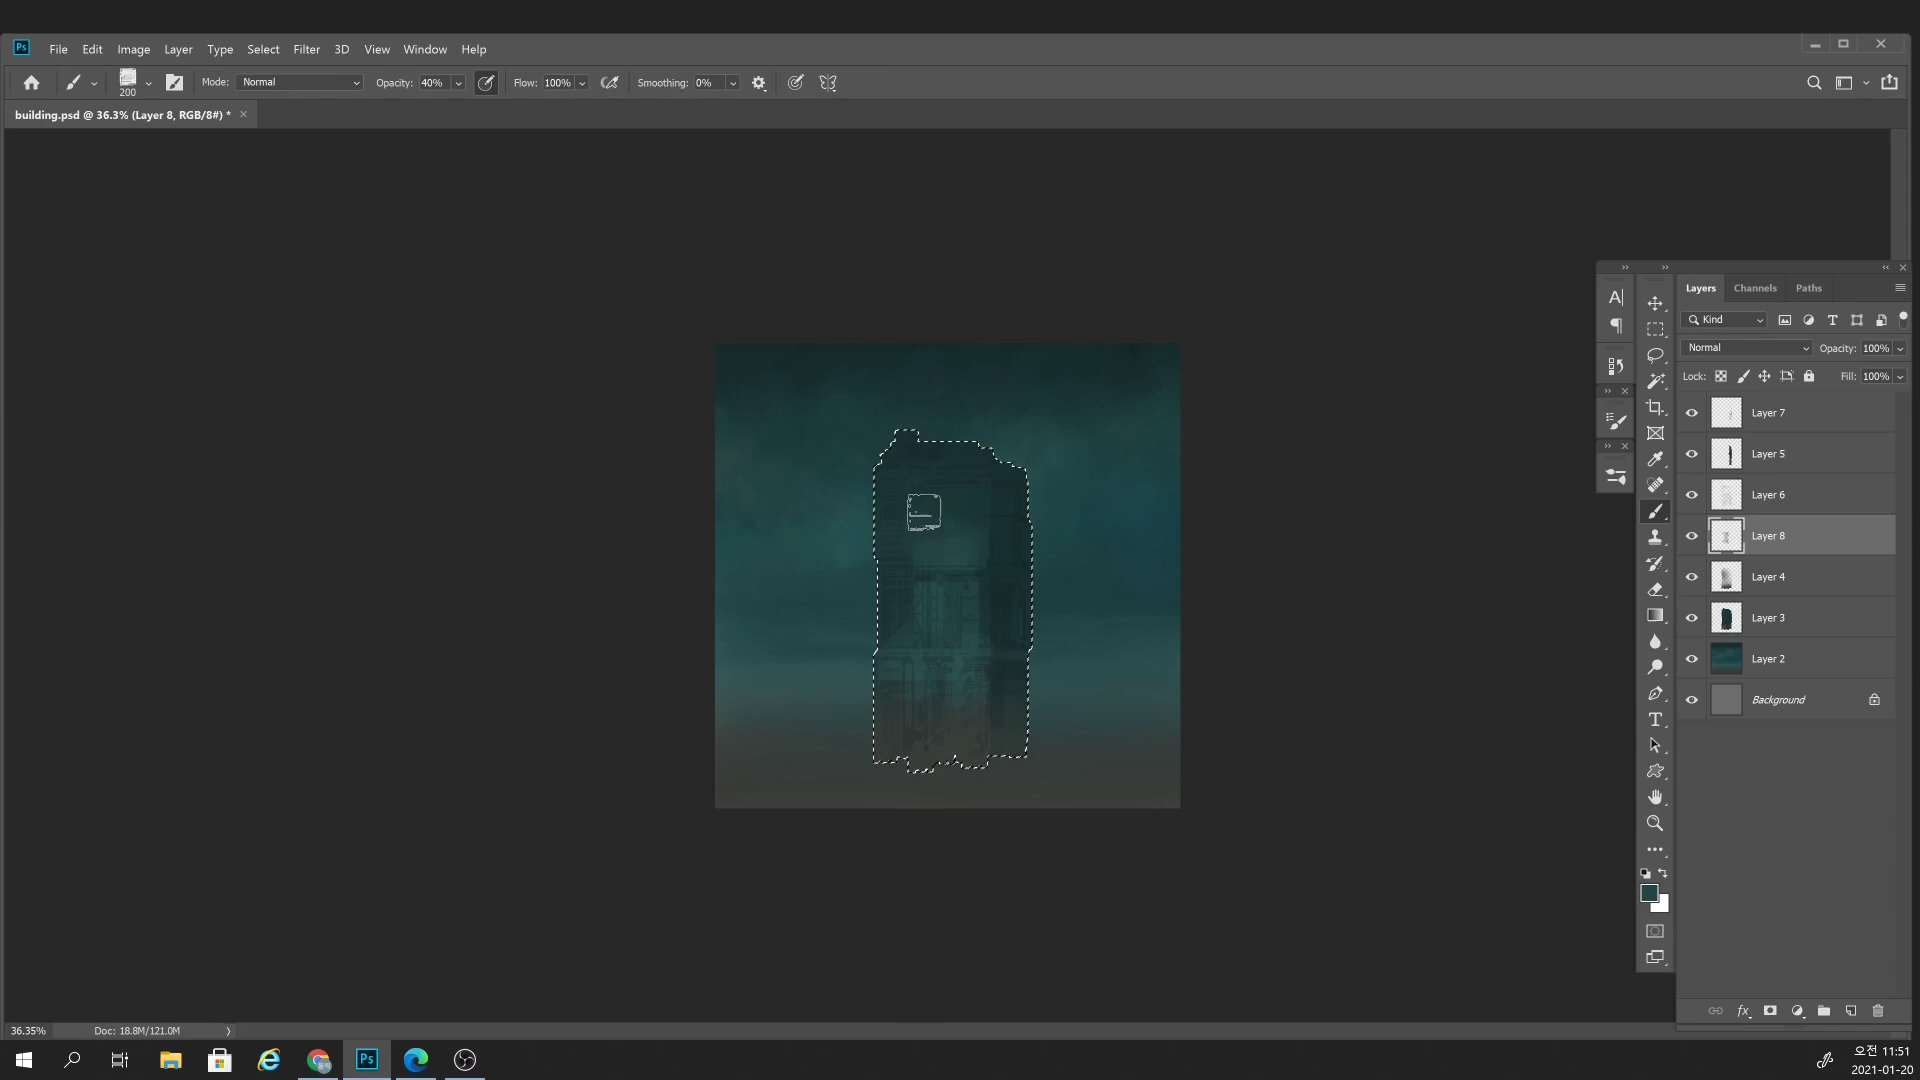 Ps File Edit Image Layer Type Select Filter 3D View Window Help
200 Mode: Normal Opacity: 40% Flow: 100% Smoothing: 0%
building.psd @ 36.3% (Layer 8, RGB/8#) *
Layers Channels Paths
Kind
Normal Opacity: 100%
Lock: Fill: 100%
Layer 7
Layer 5
Layer 6
Layer 8
Layer 4
Layer 3
Layer 2
Background
36.35% Doc: 18.8M/121.0M
Ps 오전 11:51
2021-01-20